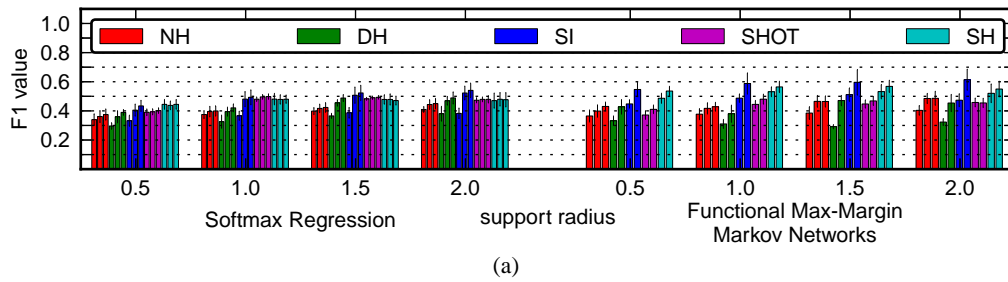 1.0
0.8
0.6
0.4
0.2
F1 value
NH DH SI SHOT SH
0.5 1.0 1.5 2.0 0.5 1.0 1.5 2.0
Softmax Regression support radius Functional Max-Margin
Markov Networks
(a)